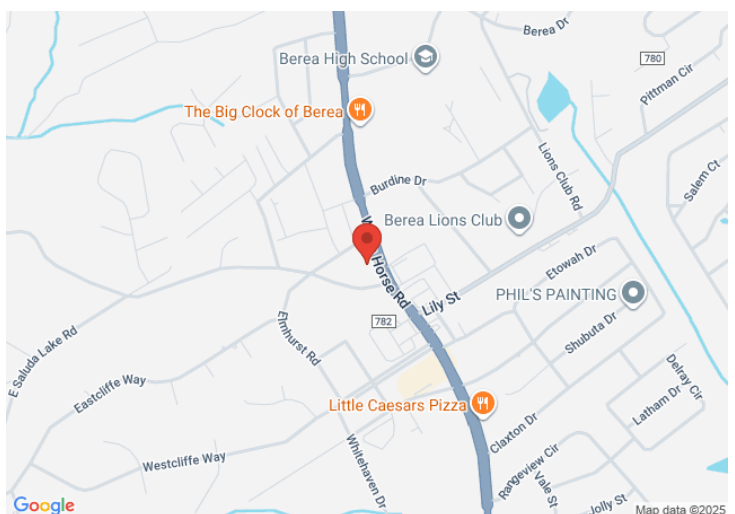 Berea Dr
Berea High School
780
Pittman Cir
The Big Clock of Berea
Lions Club Rd
Salem Ct
Burdine Dr
Berea Lions Club
Horse Rd
Etowah Dr
Lily St
PHIL'S PAINTING
782
Shubuta Dr
E Saluda Lake Rd
Elmhurst Rd
Eastcliffe Way
Delray Cir
Latham Dr
Little Caesars Pizza
Claxton Dr
Westcliffe Way
Whitehaven Dr
Rangeview Cir
Vale St
Jolly St
Google
Map data ©2025